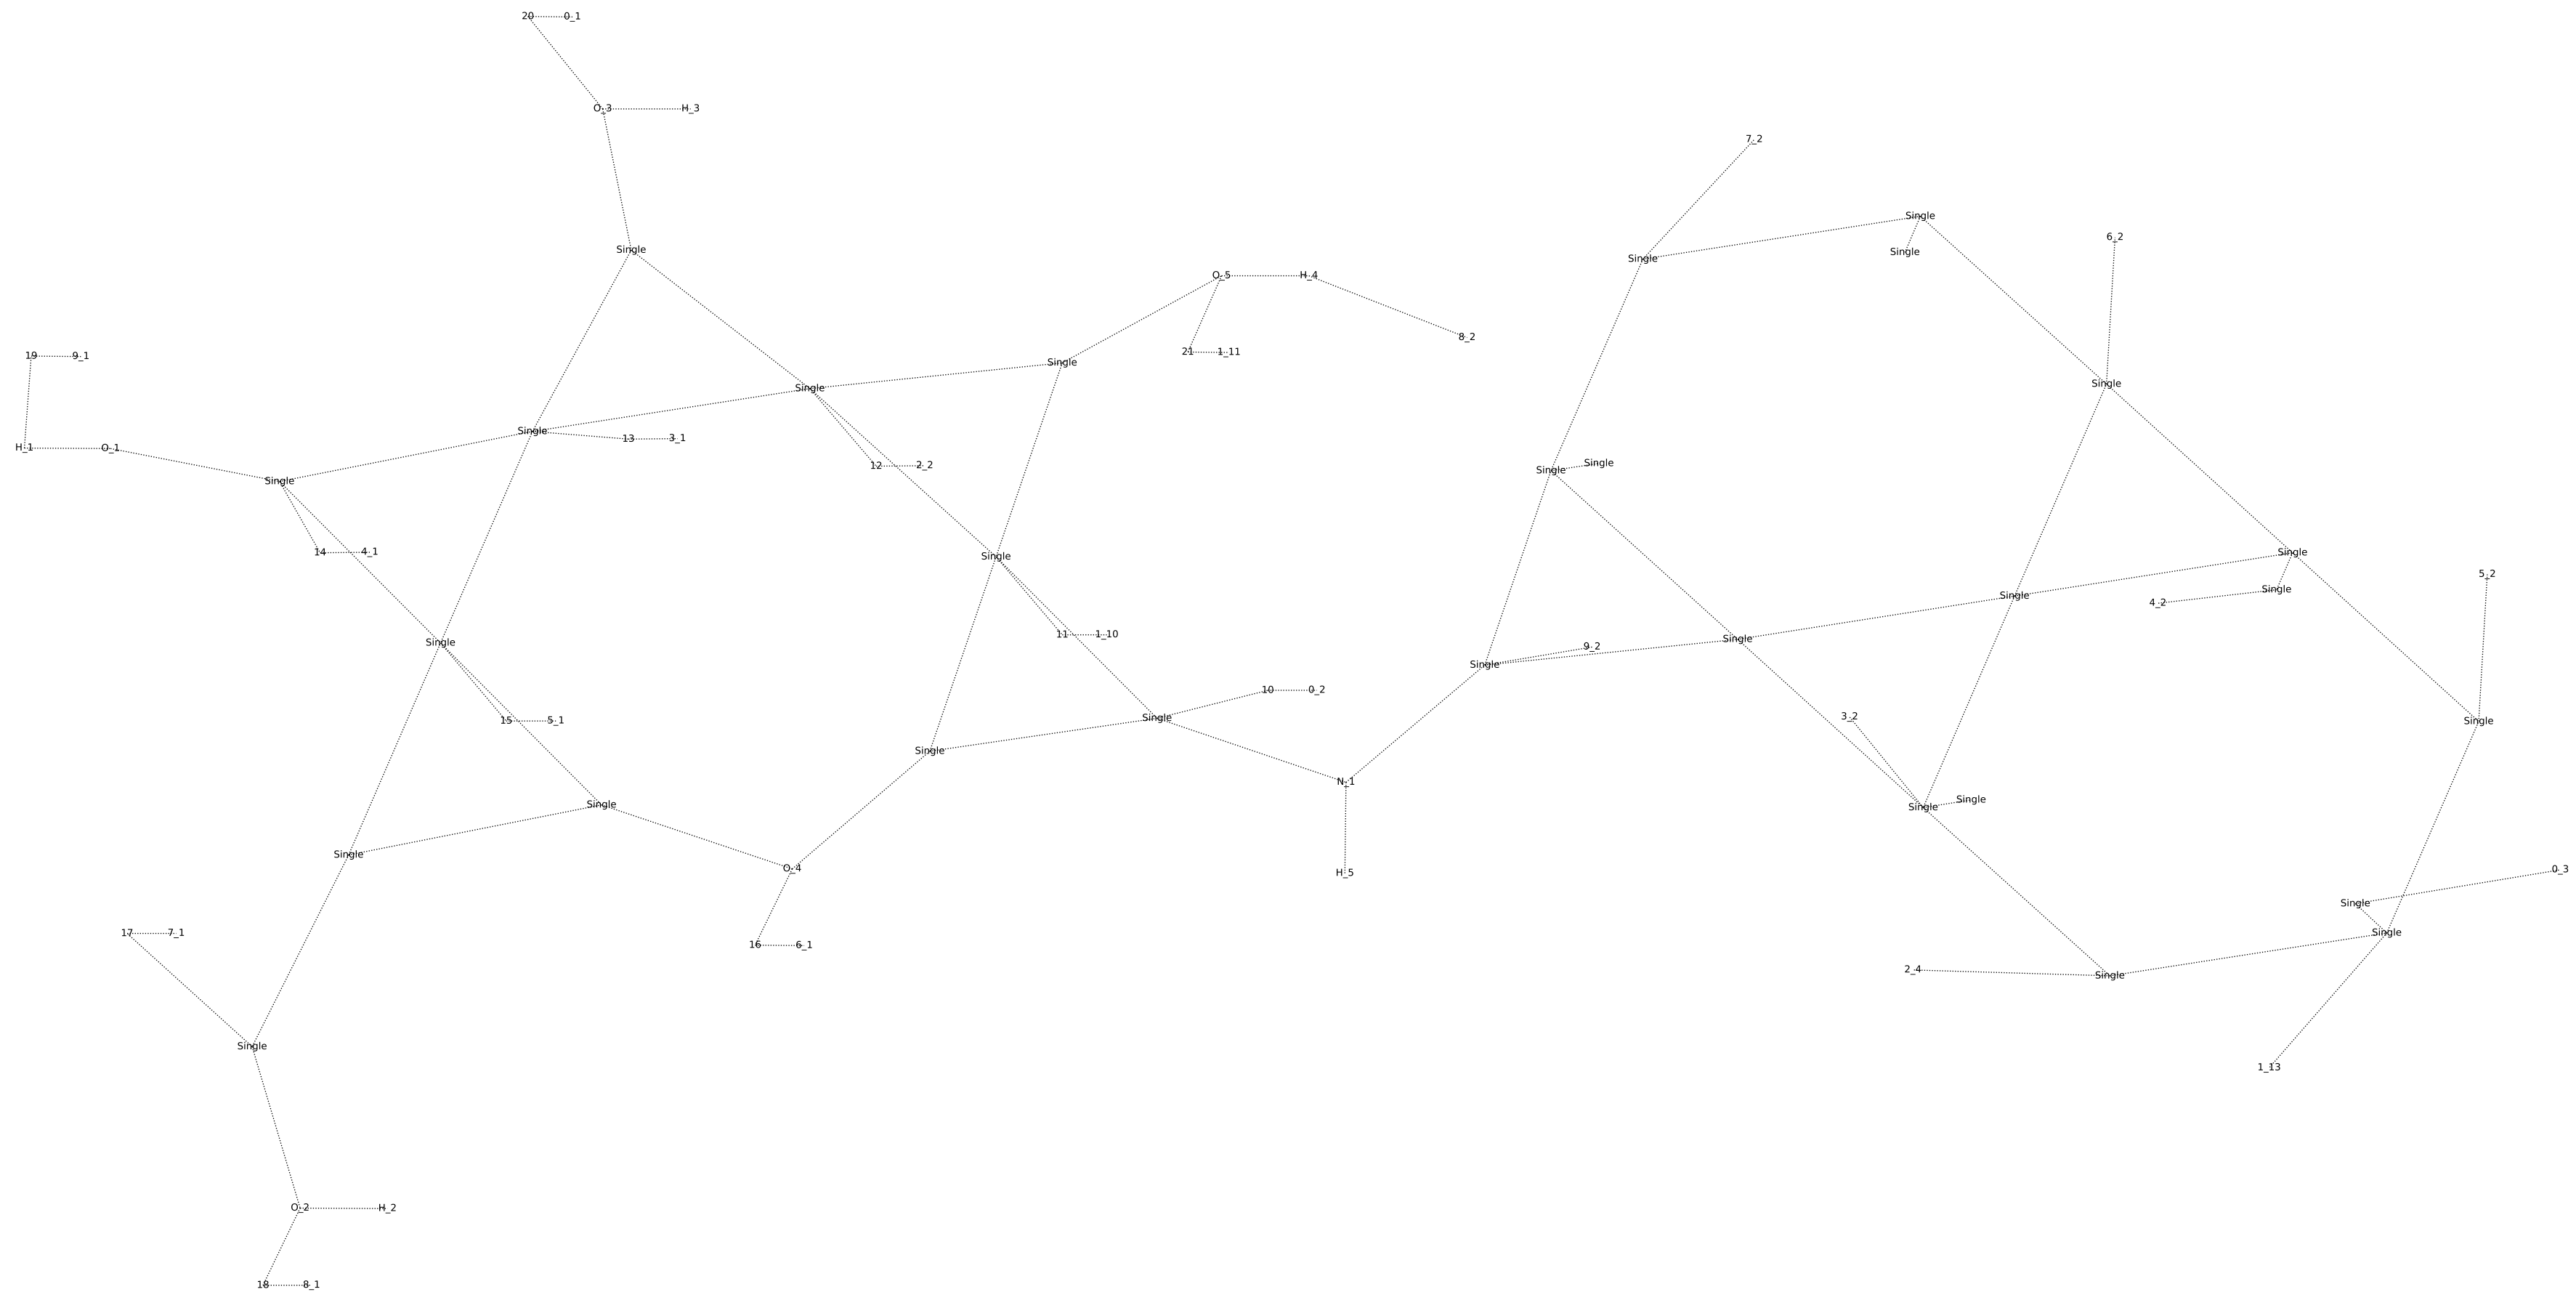 20 0_1
O_3 H_3
7_2
Single
6_2
Single
Single
Single
O_5 H_4
8_2
21 1_11
19 9_1
Single
Single
Single
Single
13 3_1
H_1 O_1
Single Single
12 2_2
Single
14 4_1
Single
Single
5_2
Single
4_2
Single
11 1_10
Single
Single
9_2
Single
10 0_2
Single
3_2
15 5_1
Single
Single
N_1
Single
Single
Single
O_4
0_3
H_5
Single
Single
17 7_1
Single
16 6_1
2_4
Single
Single
1_13
O_2 H_2
18 8_1